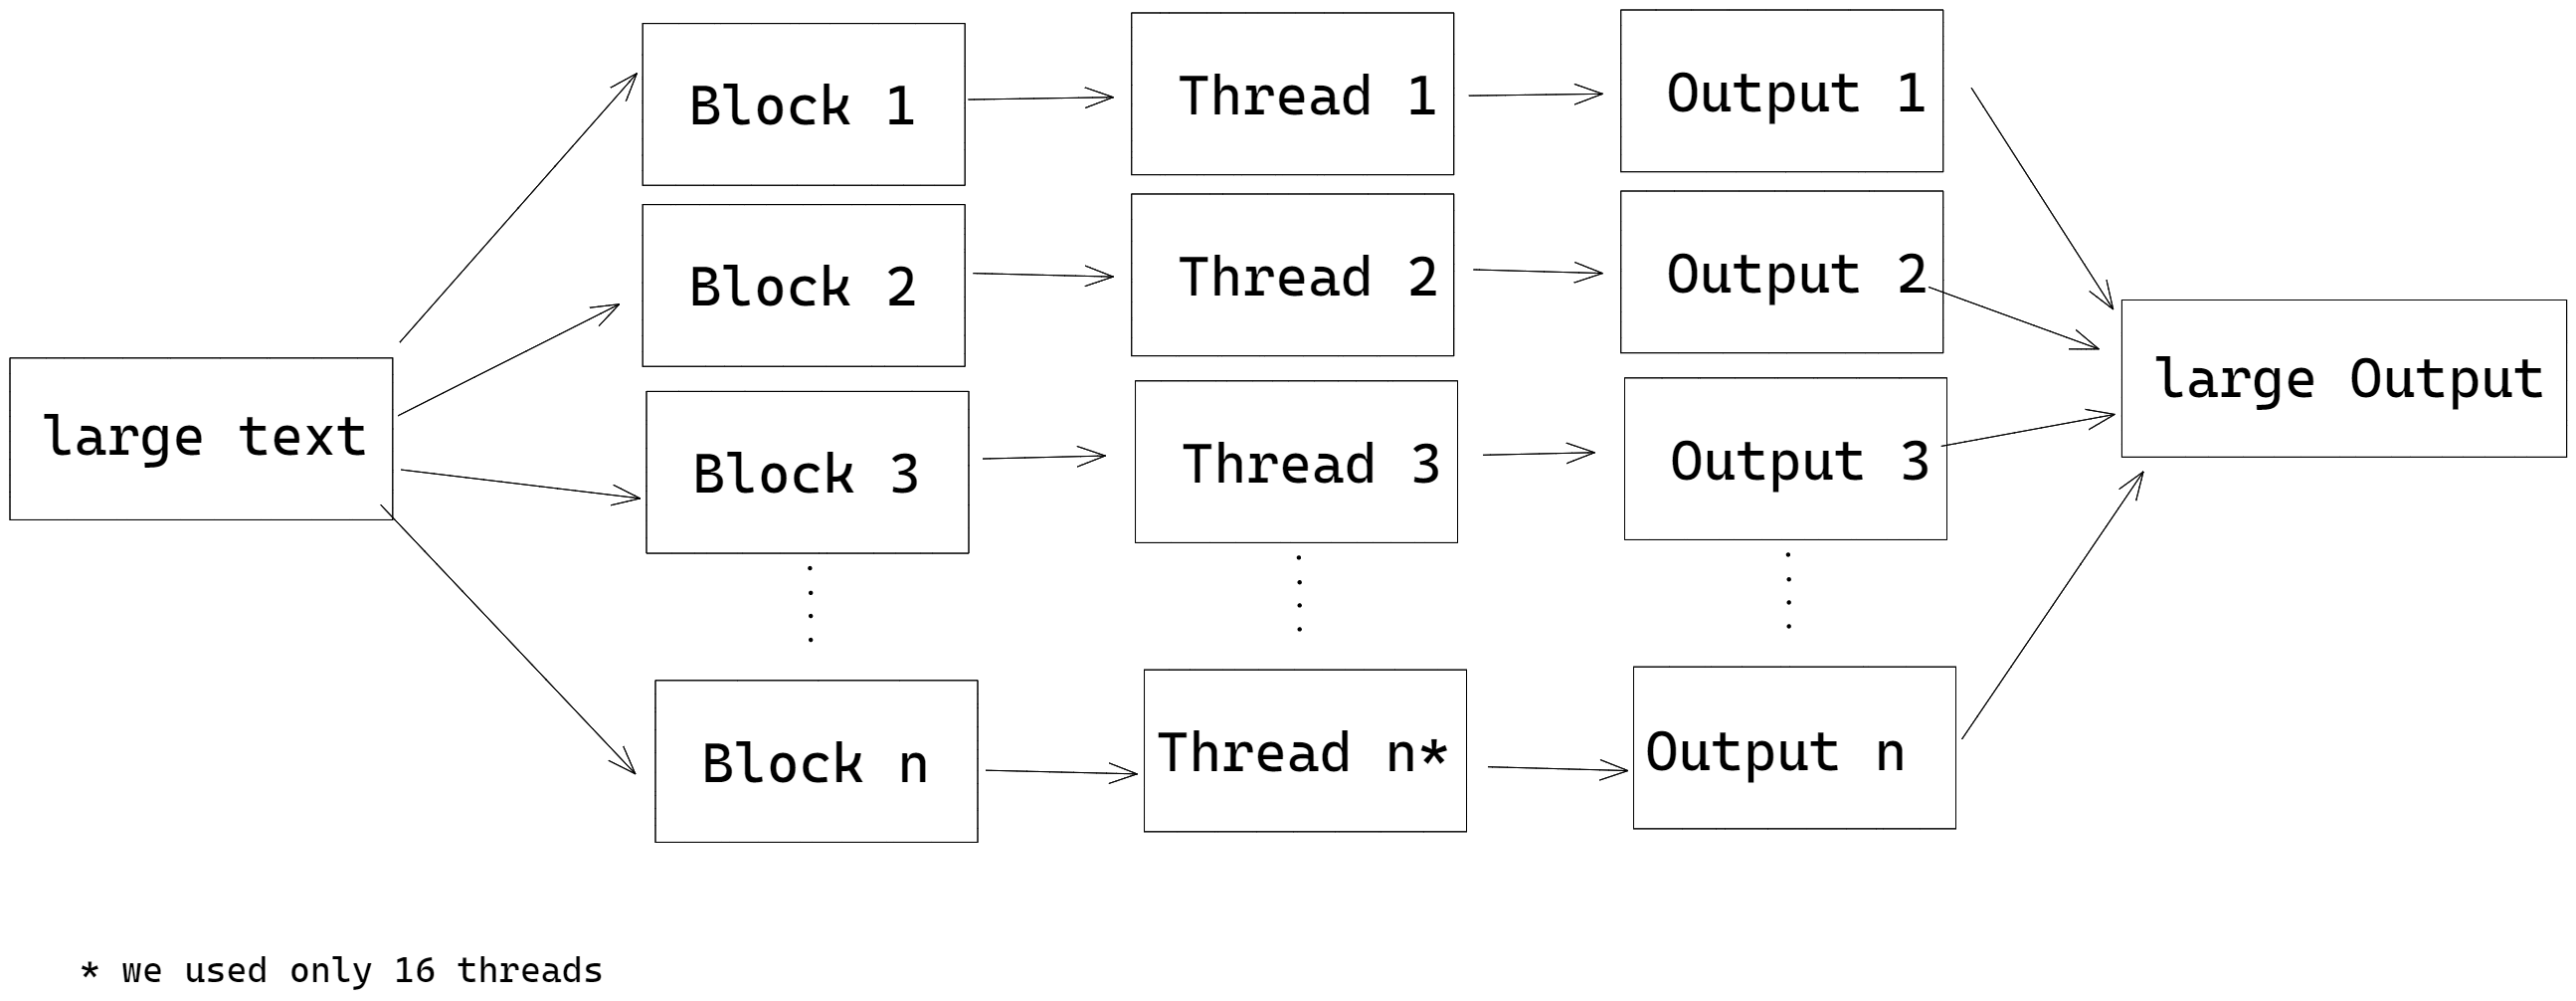 Block 1
Thread 1
Output 1
Block 2
Thread 2
Output 2
large text
Block 3
Thread 3
Output 3
large Output
Block n
Thread n*
Output n
* we used only 16 threads